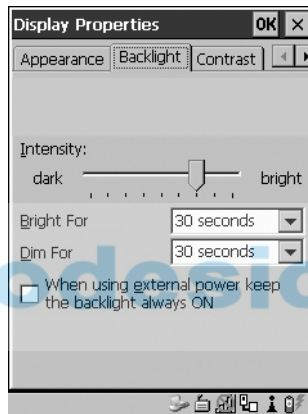 Display Properties OK ×
Appearance Backlight Contrast
Intensity:
dark bright
Bright For 30 seconds
Dim For 30 seconds
When using external power keep
the backlight always ON